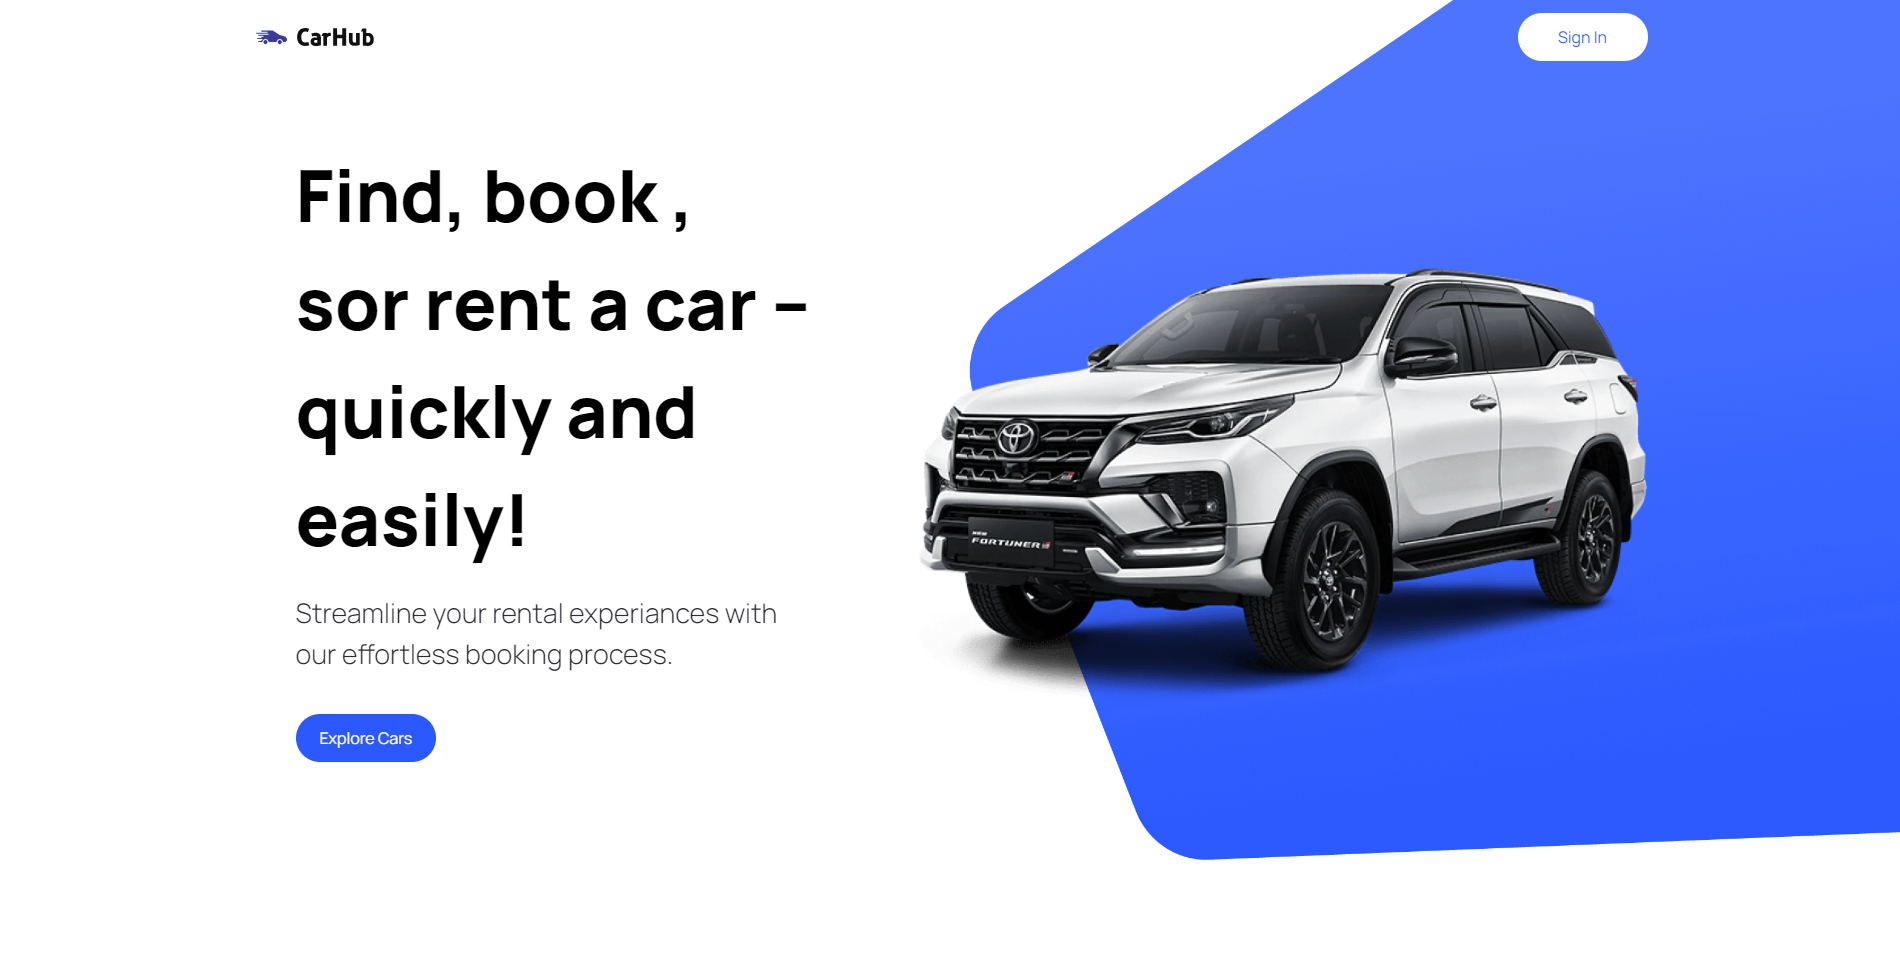 CarHub
Sign In
Find, book ,
sor rent a car –
quickly and
easily!
Streamline your rental experiances with
our effortless booking process.
Explore Cars
NEW
FORTUNER